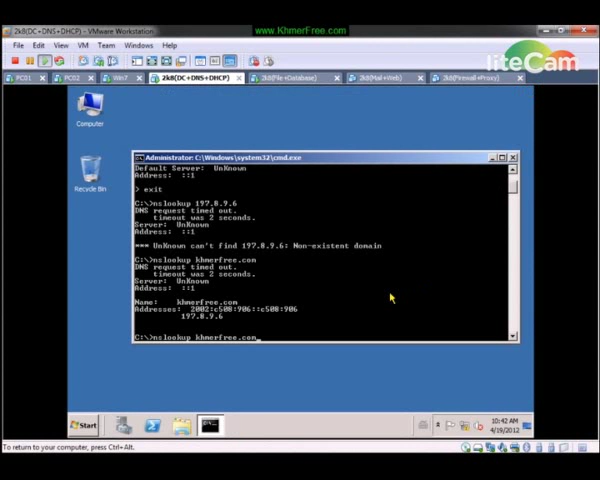 2k8(DC+DNS+DHCP) - VMware Workstation
www.KhmerFree.com
File Edit View VM Team Windows Help
liteCam
PC01
PC02
Win7
2k8(DC+DNS+DHCP)
2k8(File+Database)
2k8(Mail+Web)
2k8(Firewall+Proxy)
Computer
Recycle Bin
Administrator: C:\Windows\system32\cmd.exe
Default Server: UnKnown
Address: ::1
> exit
C:\>nslookup 197.8.9.6
DNS request timed out.
timeout was 2 seconds.
Server: UnKnown
Address: ::1
*** UnKnown can't find 197.8.9.6: Non-existent domain
C:\>nslookup khmerfree.com
DNS request timed out.
timeout was 2 seconds.
Server: UnKnown
Address: ::1
Name: khmerfree.com
Addresses: 2002:c508:906::c508:906
197.8.9.6
C:\>nslookup khmerfree.com
Start
10:42 AM
4/19/2012
To return to your computer, press Ctrl+Alt.